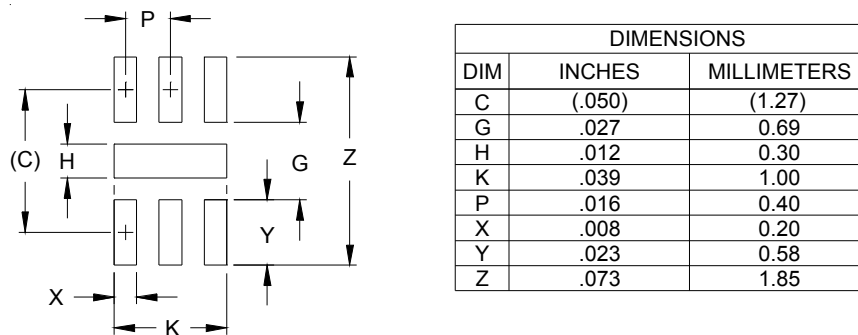 P
(C)
H
G
Z
Y
X
K
DIMENSIONS
DIM INCHES MILLIMETERS
C (.050) (1.27)
G .027 0.69
H .012 0.30
K .039 1.00
P .016 0.40
X .008 0.20
Y .023 0.58
Z .073 1.85